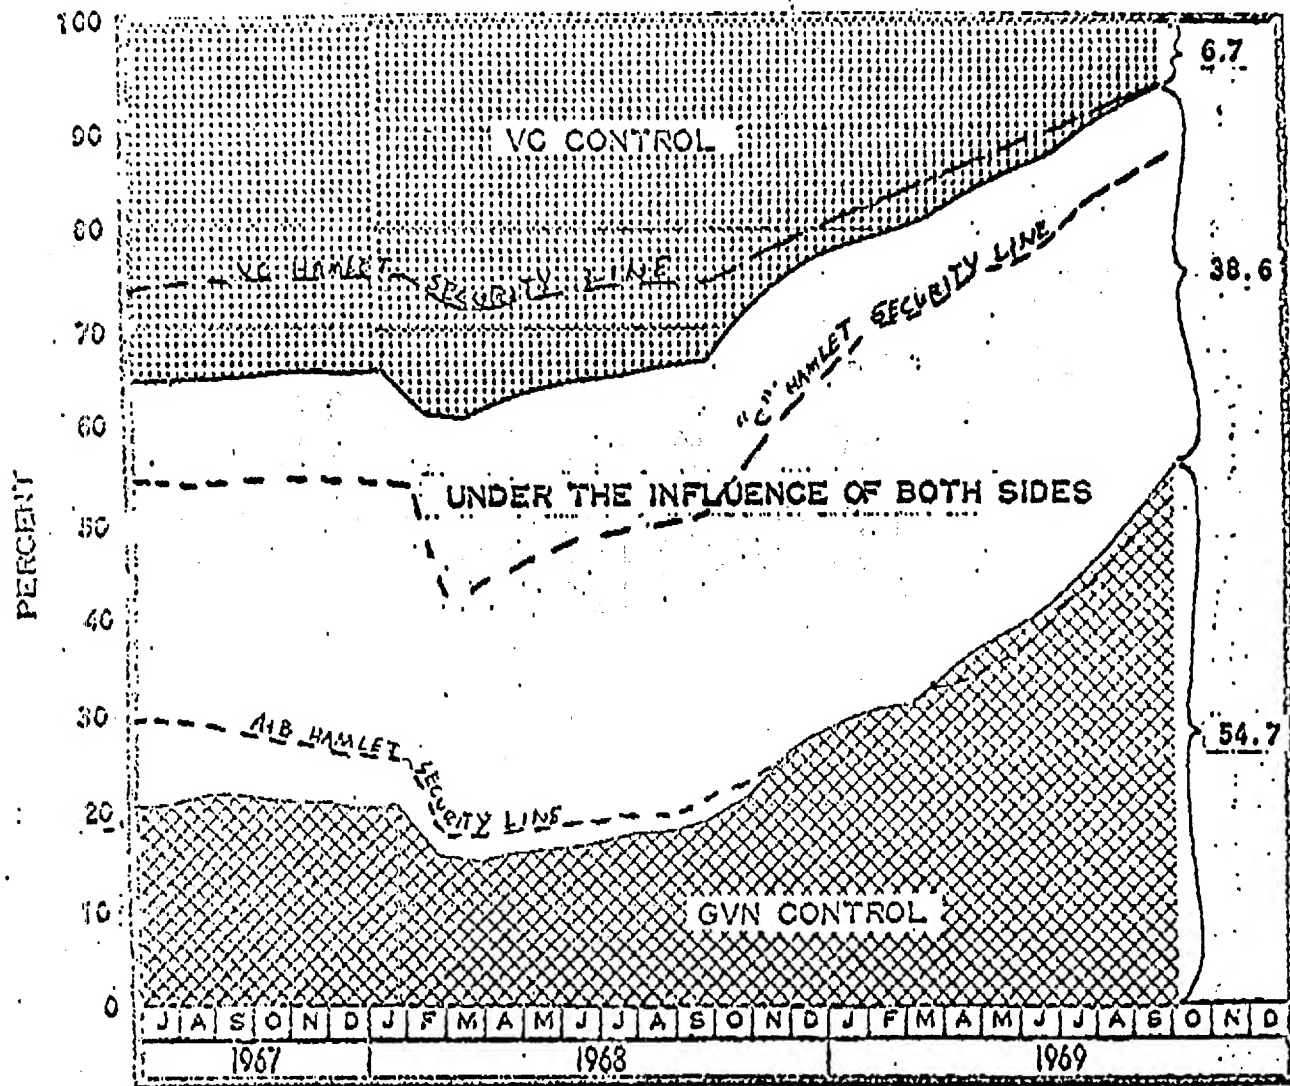 100
6.7
VC CONTROL
90
80
VC HAMLET SECURITY LINE
38.6
70
"C" HAMLET SECURITY LINE
60
UNDER THE INFLUENCE OF BOTH SIDES
50
PERCENT
40
30
A+B HAMLET SECURITY LINE
54.7
20
GVN CONTROL
10
0
J A S O N D J F M A M J J A S O N D J F M A M J J A S O N D
1967 1968 1969